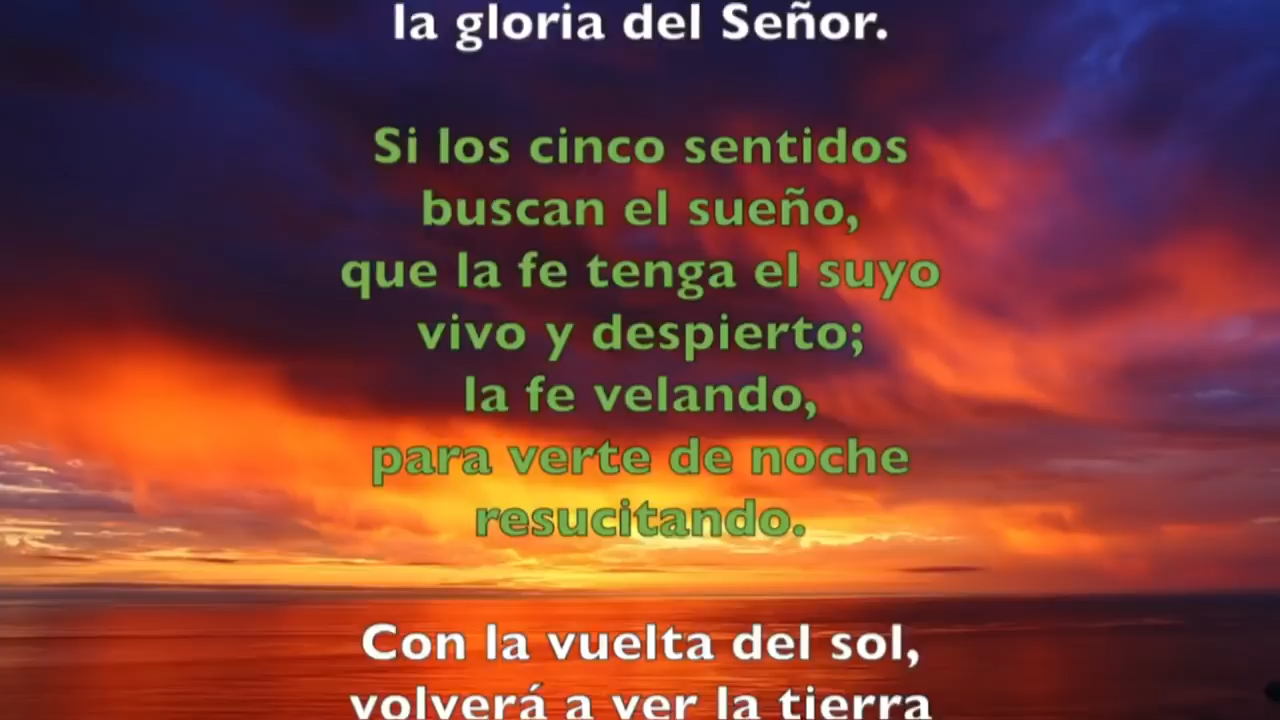 la gloria del Señor.
Si los cinco sentidos
buscan el sueño,
que la fe tenga el suyo
vivo y despierto;
la fe velando,
para verte de noche
resucitando.
Con la vuelta del sol,
volverá a ver la tierra